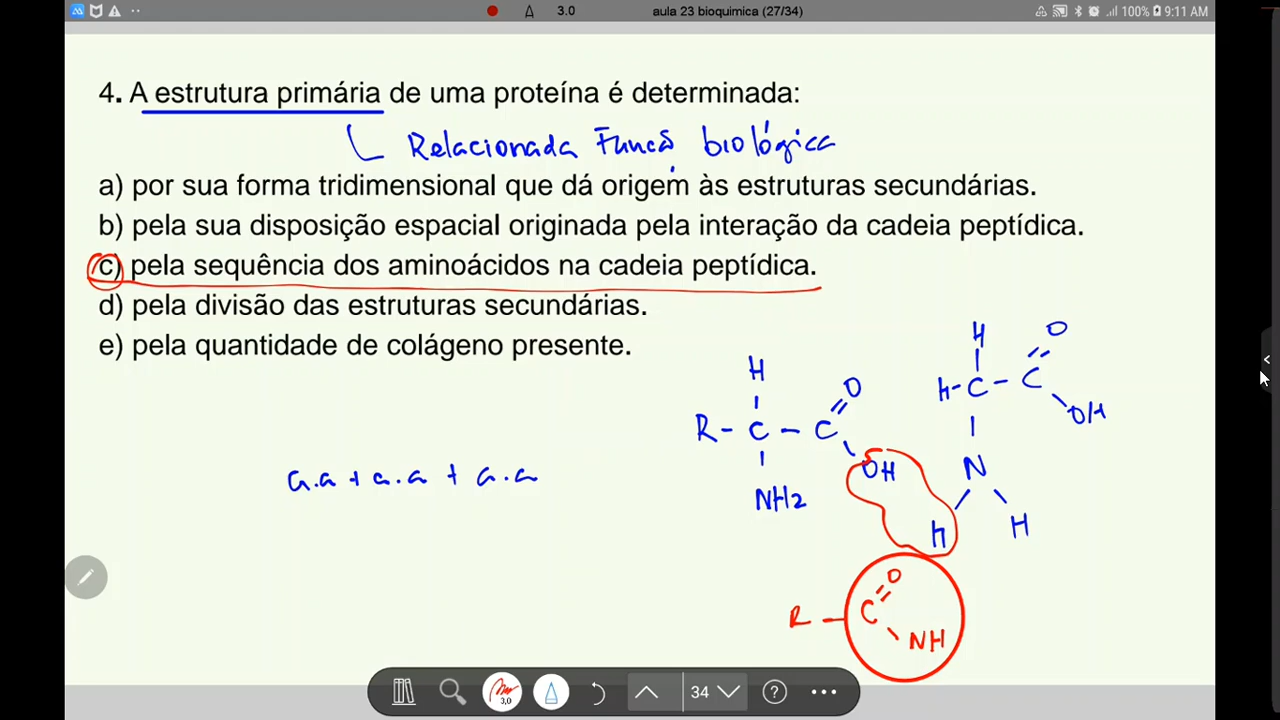 3.0 aula 23 bioquimica (27/34) 100% 9:11 AM
4. A estrutura primária de uma proteína é determinada:
Relacionada Função biológica
a) por sua forma tridimensional que dá origem às estruturas secundárias.
b) pela sua disposição espacial originada pela interação da cadeia peptídica.
c) pela sequência dos aminoácidos na cadeia peptídica.
d) pela divisão das estruturas secundárias.
e) pela quantidade de colágeno presente.
H O
H - C - C
OH
H O
R - C - C
N
OH
a.a + a.a + a.a
NH2
H H
O
C
R
NH
3,0
34